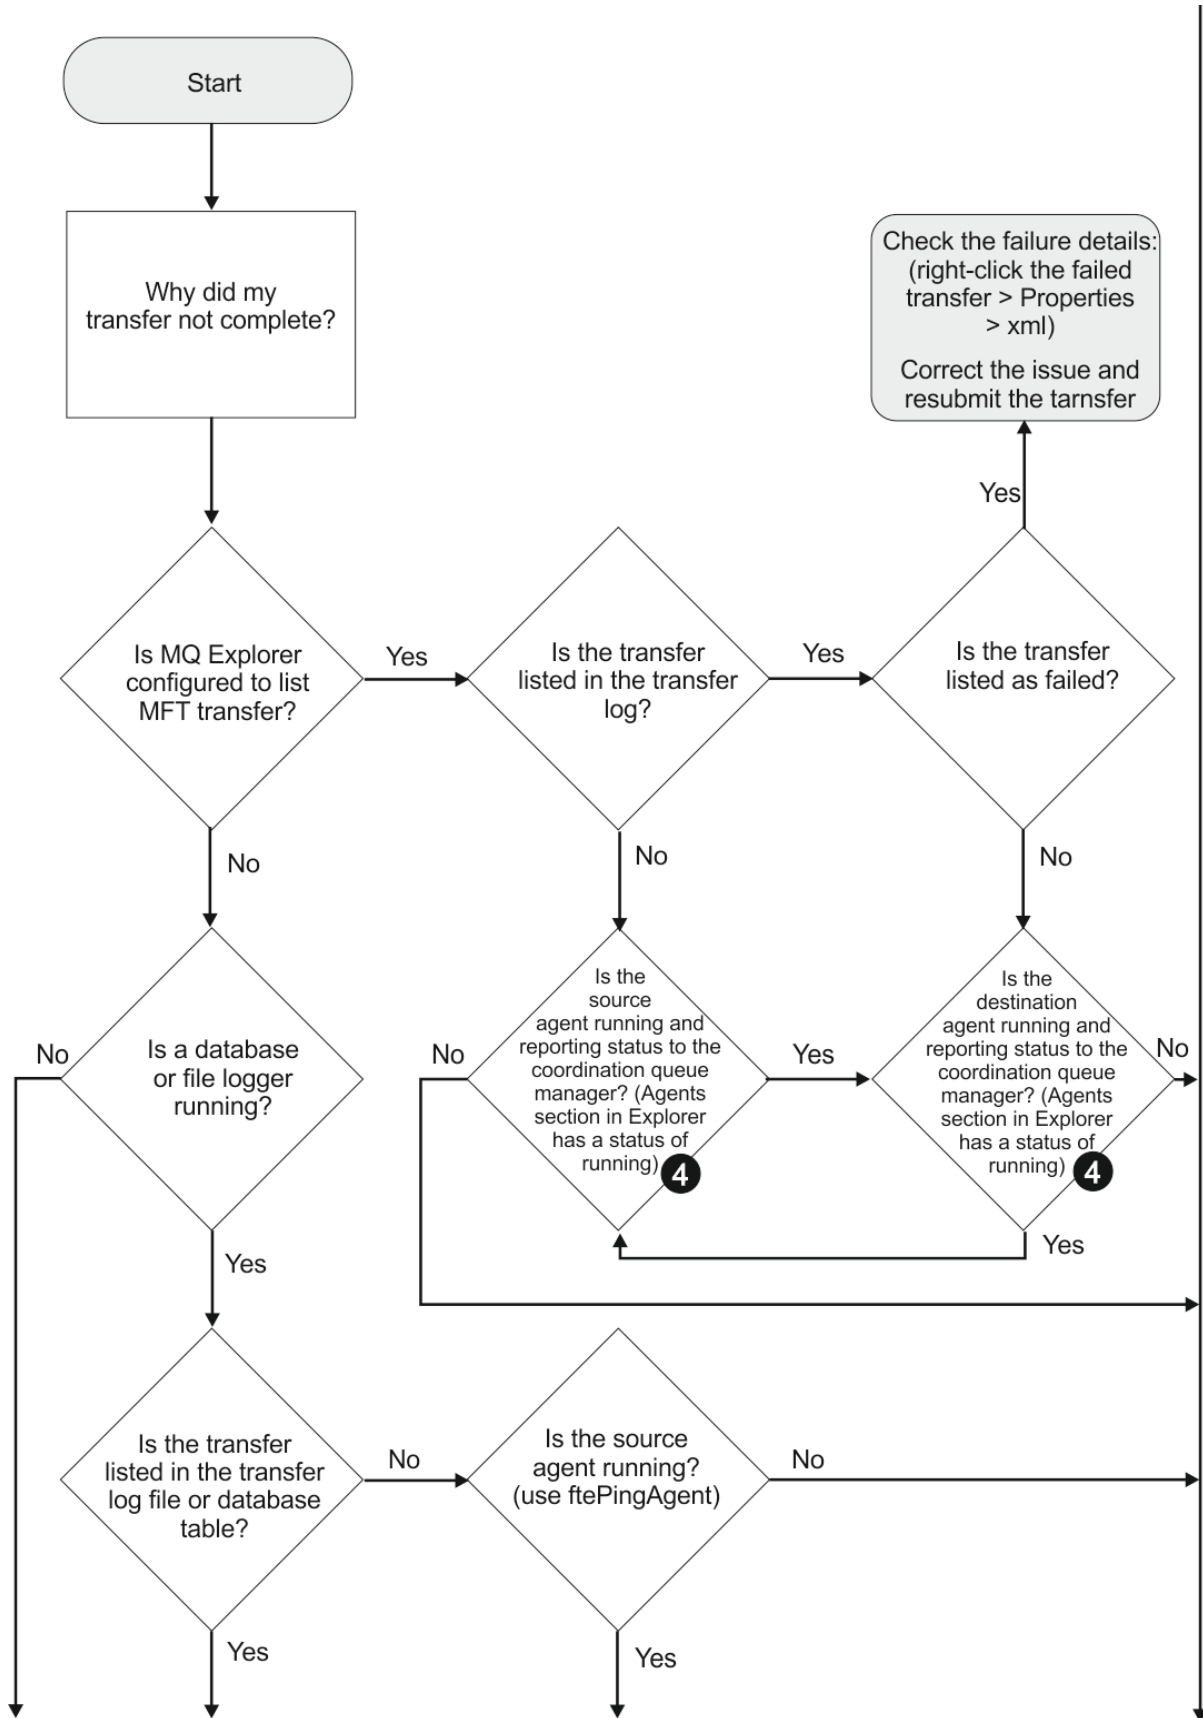 Start
Why did my
transfer not complete?
Check the failure details:
(right-click the failed
transfer > Properties
> xml)
Correct the issue and
resubmit the tarnsfer
Yes
Is MQ Explorer
configured to list
MFT transfer?
Yes
Is the transfer
listed in the transfer
log?
Yes
Is the transfer
listed as failed?
No
No
No
No
Is a database
or file logger
running?
No
Is the
source
agent running and
reporting status to the
coordination queue
manager? (Agents
section in Explorer
has a status of
running)
4
Yes
Is the
destination
agent running and
reporting status to the
coordination queue
manager? (Agents
section in Explorer
has a status of
running)
4
No
Yes
Yes
Is the transfer
listed in the transfer
log file or database
table?
No
Is the source
agent running?
(use ftePingAgent)
No
Yes
Yes